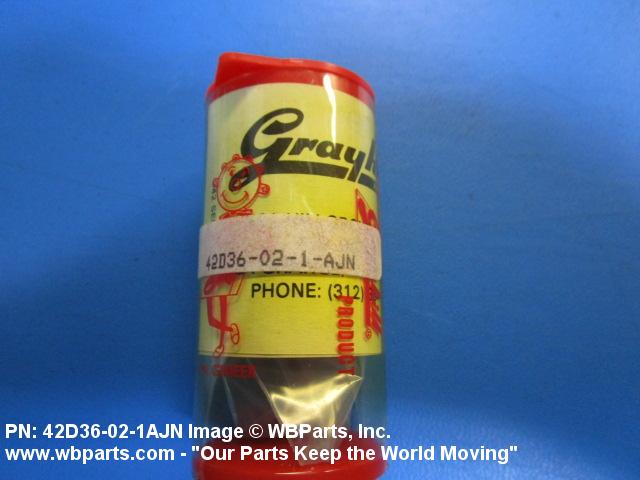 Gray
42D36-02-1-AJN
PHONE: (312)
PRODUCT
PN: 42D36-02-1AJN Image © WBParts, Inc.
www.wbparts.com - "Our Parts Keep the World Moving"